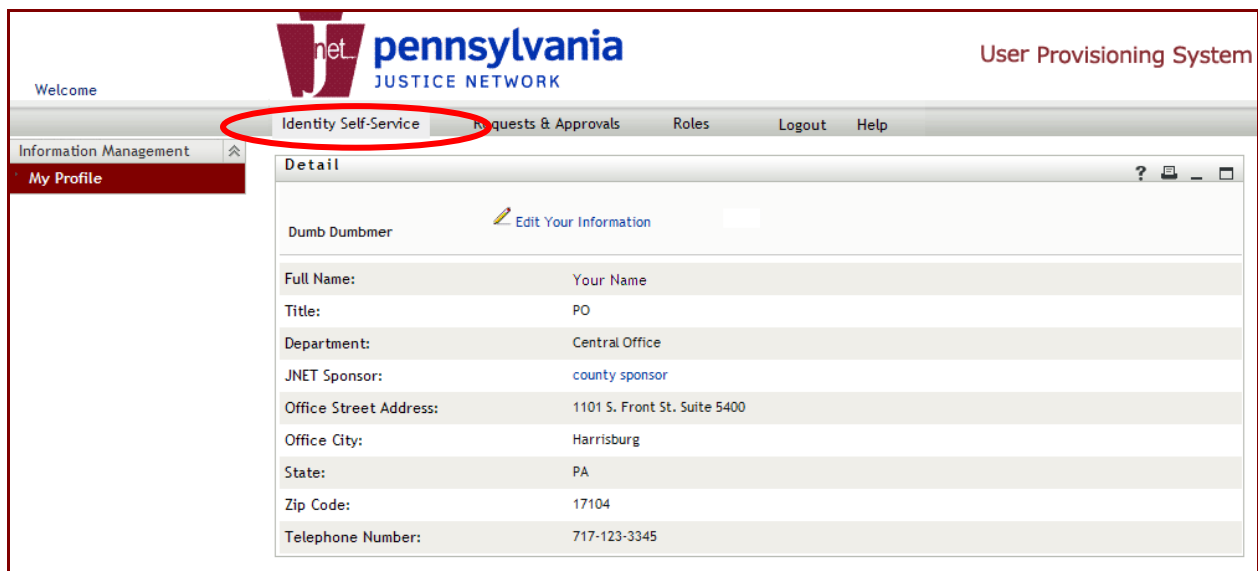 Jnet pennsylvania
JUSTICE NETWORK
User Provisioning System
Welcome
Identity Self-Service Requests & Approvals Roles Logout Help
Information Management
My Profile
Detail
?
Dumb Dumbmer Edit Your Information
Full Name: Your Name
Title: PO
Department: Central Office
JNET Sponsor: county sponsor
Office Street Address: 1101 S. Front St. Suite 5400
Office City: Harrisburg
State: PA
Zip Code: 17104
Telephone Number: 717-123-3345